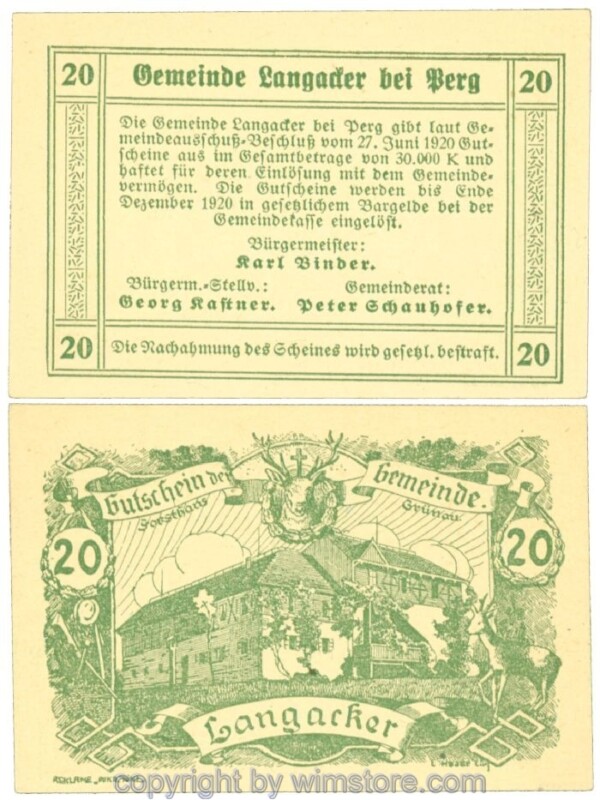 20 Gemeinde Langacker bei Perg 20
Die Gemeinde Langacker bei Perg gibt laut Ge-
meindeausschuß-Beschluß vom 27. Juni 1920 Gut-
scheine aus im Gesamtbetrage von 30.000 K und
haftet für deren Einlösung mit dem Gemeinde-
vermögen. Die Gutscheine werden bis Ende
Dezember 1920 in gesetzlichem Bargelde bei der
Gemeindekasse eingelöst.
Bürgermeister:
Karl Binder.
Bürgerm.-Stellv.: Gemeinderat:
Georg Kastner. Peter Schauhofer.
20 Die Nachahmung des Scheines wird gesetzl. bestraft. 20
Gutschein der Gemeinde.
Forsthaus Grünau
20 20
Langacker
copyright by wimstore.com